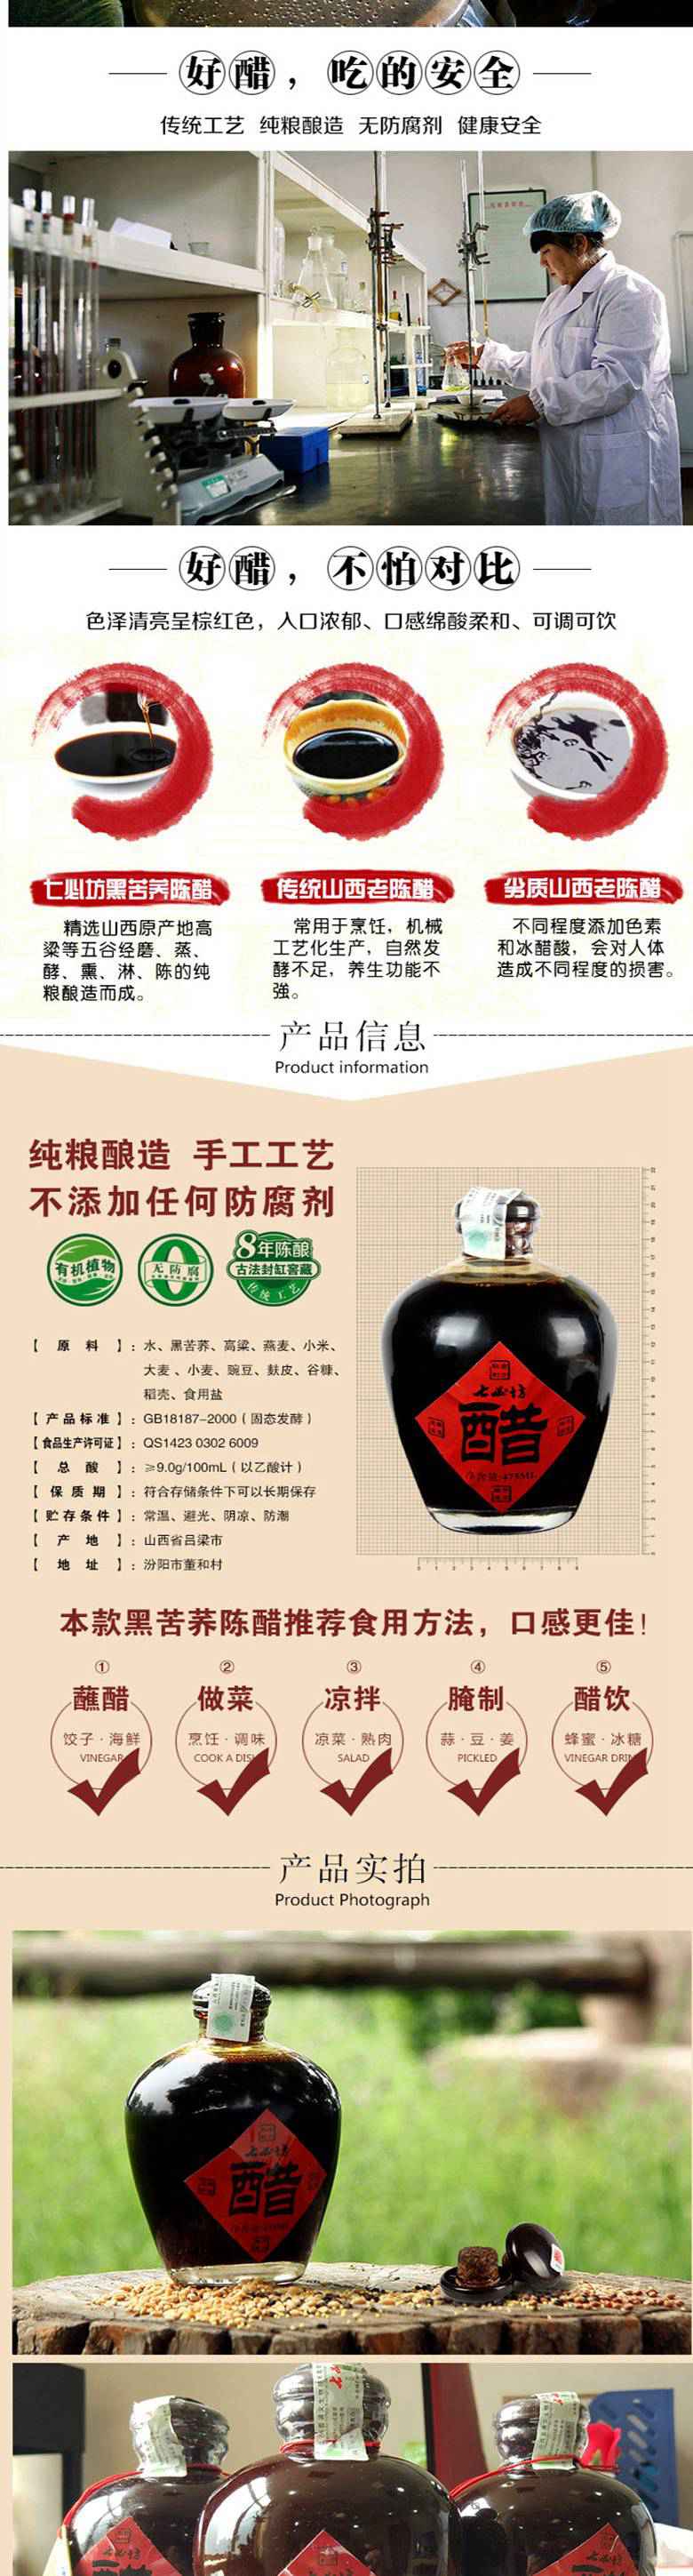 好醋，吃的安全
传统工艺 纯粮酿造 无防腐剂 健康安全
好醋，不怕对比
色泽清亮呈棕红色，入口浓郁、口感绵酸柔和、可调可饮
七必坊黑苦荞陈醋
精选山西原产地高
粱等五谷经磨、蒸、
酵、熏、淋、陈的纯
粮酿造而成。
传统山西老陈醋
常用于烹饪，机械
工艺化生产，自然发
酵不足，养生功能不
強。
劣质山西老陈醋
不同程度添加色素
和冰醋酸，会对人体
造成不同程度的损害。
产品信息
Product information
纯粮酿造 手工工艺
不添加任何防腐剂
有机植物
无防腐
8年陈酿
古法封缸窖藏
传统工艺
【原料】：水、黑苦荞、高梁、燕麦、小米、
大麦、小麦、豌豆、麸皮、谷糠、
稻壳、食用盐
【产品标准】：GB18187-2000（固态发酵）
【食品生产许可证】：QS1423 0302 6009
【总酸】：≥9.0g/100mL（以乙酸计）
【保质期】：符合存储条件下可以长期保存
【贮存条件】：常温、避光、阴凉、防潮
【产地】：山西省吕梁市
【地址】：汾阳市董和村
七必坊
醋
净含量:475ML
本款黑苦荞陈醋推荐食用方法，口感更佳！
①
蘸醋
饺子·海鲜
VINEGAR
②
做菜
烹饪·调味
COOK A DISH
③
凉拌
凉菜·熟肉
SALAD
④
腌制
蒜·豆·姜
PICKLED
⑤
醋饮
蜂蜜·冰糖
VINEGAR DRIN
产品实拍
Product Photograph
七必坊
醋
七必坊